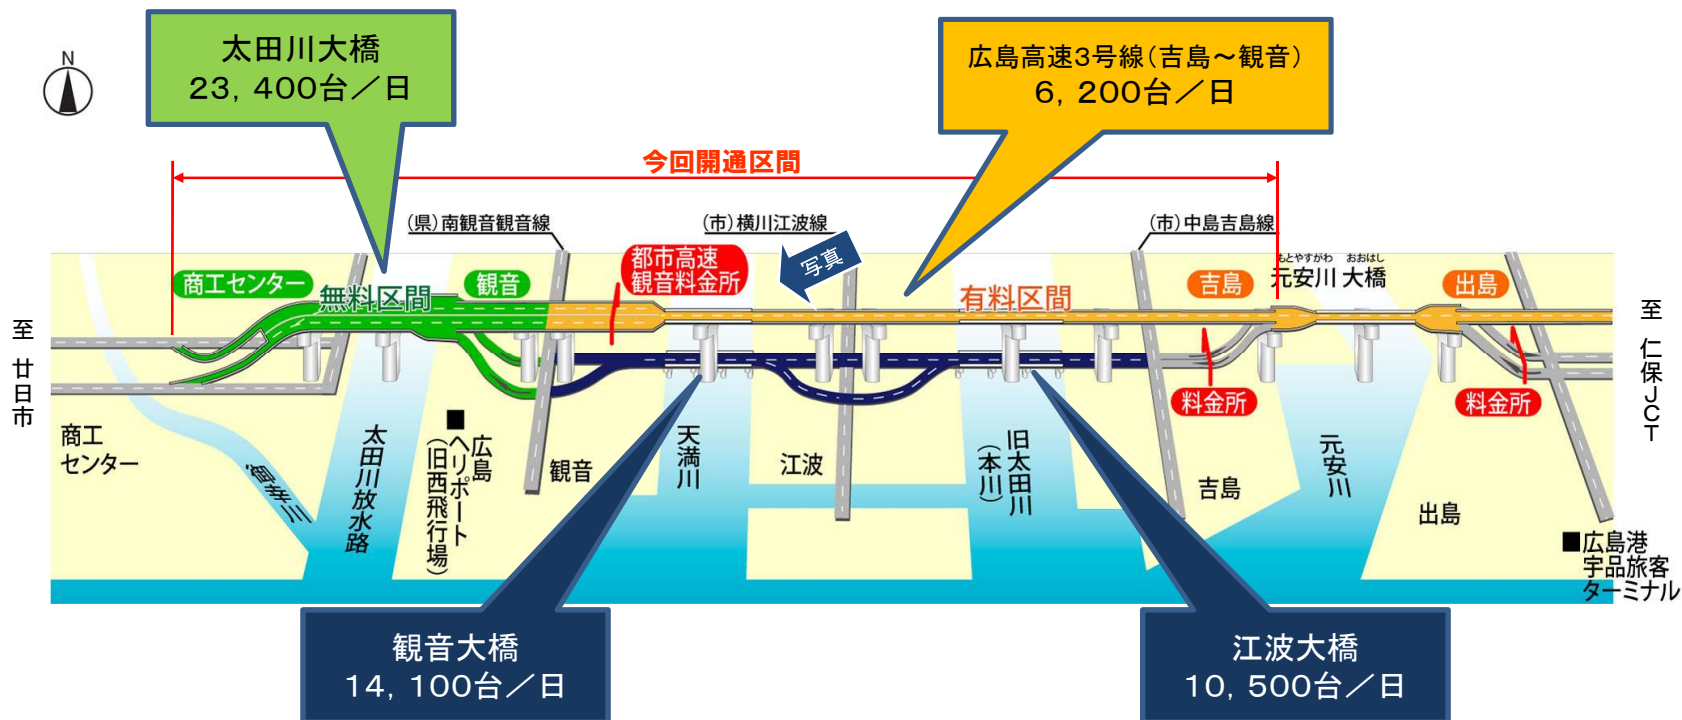 太田川大橋
23,400台／日
広島高速3号線(吉島～観音)
6,200台／日
N
今回開通区間
(県)南観音観音線
(市)横川江波線
(市)中島吉島線
写真
都市高速
観音料金所
商工センター
無料区間
観音
有料区間
吉島
もとやすがわ おおはし
元安川 大橋
出島
至 廿日市
至 仁保JCT
料金所
料金所
商工
センター
御幸川
太田川放水路
■広島
ヘリポート
(旧西飛行場)
観音
天満川
江波
旧太田川
(本川)
吉島
元安川
出島
■広島港
宇品旅客
ターミナル
観音大橋
14,100台／日
江波大橋
10,500台／日